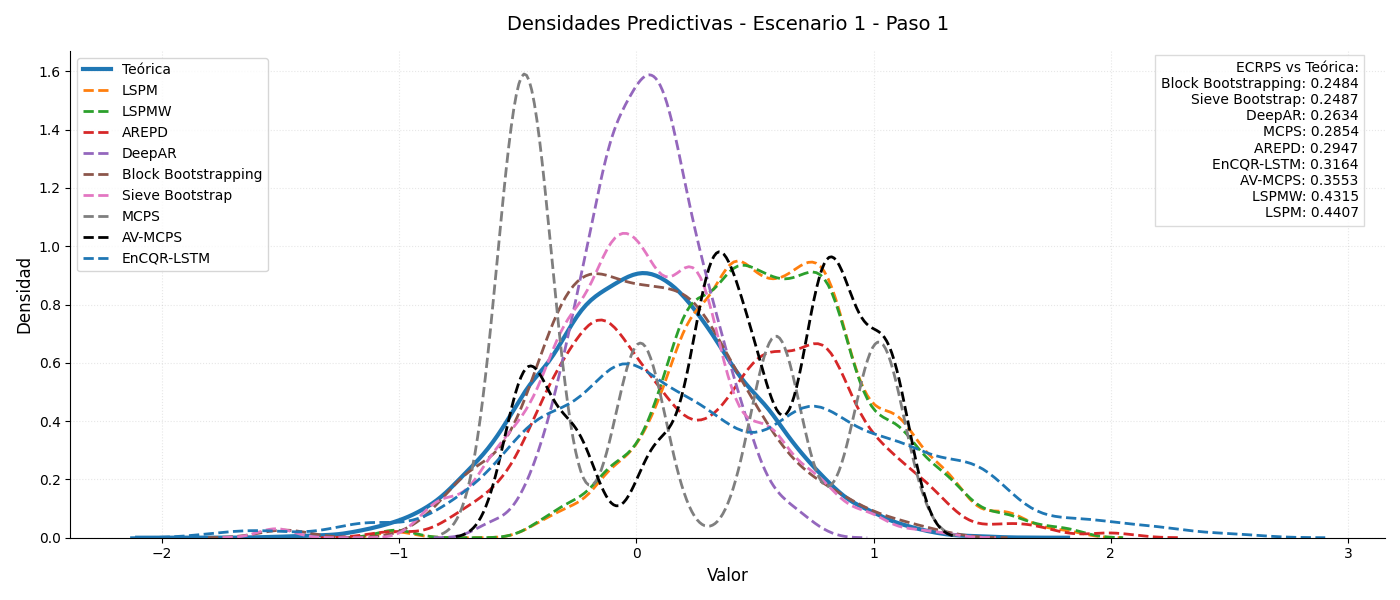 Densidades Predictivas - Escenario 1 - Paso 1
Teórica
LSPM
LSPMW
AREPD
DeepAR
Block Bootstrapping
Sieve Bootstrap
MCPS
AV-MCPS
EnCQR-LSTM
ECRPS vs Teórica:
Block Bootstrapping: 0.2484
Sieve Bootstrap: 0.2487
DeepAR: 0.2634
MCPS: 0.2854
AREPD: 0.2947
EnCQR-LSTM: 0.3164
AV-MCPS: 0.3553
LSPMW: 0.4315
LSPM: 0.4407
Densidad
1.6
1.4
1.2
1.0
0.8
0.6
0.4
0.2
0.0
−2
−1
0
1
2
3
Valor